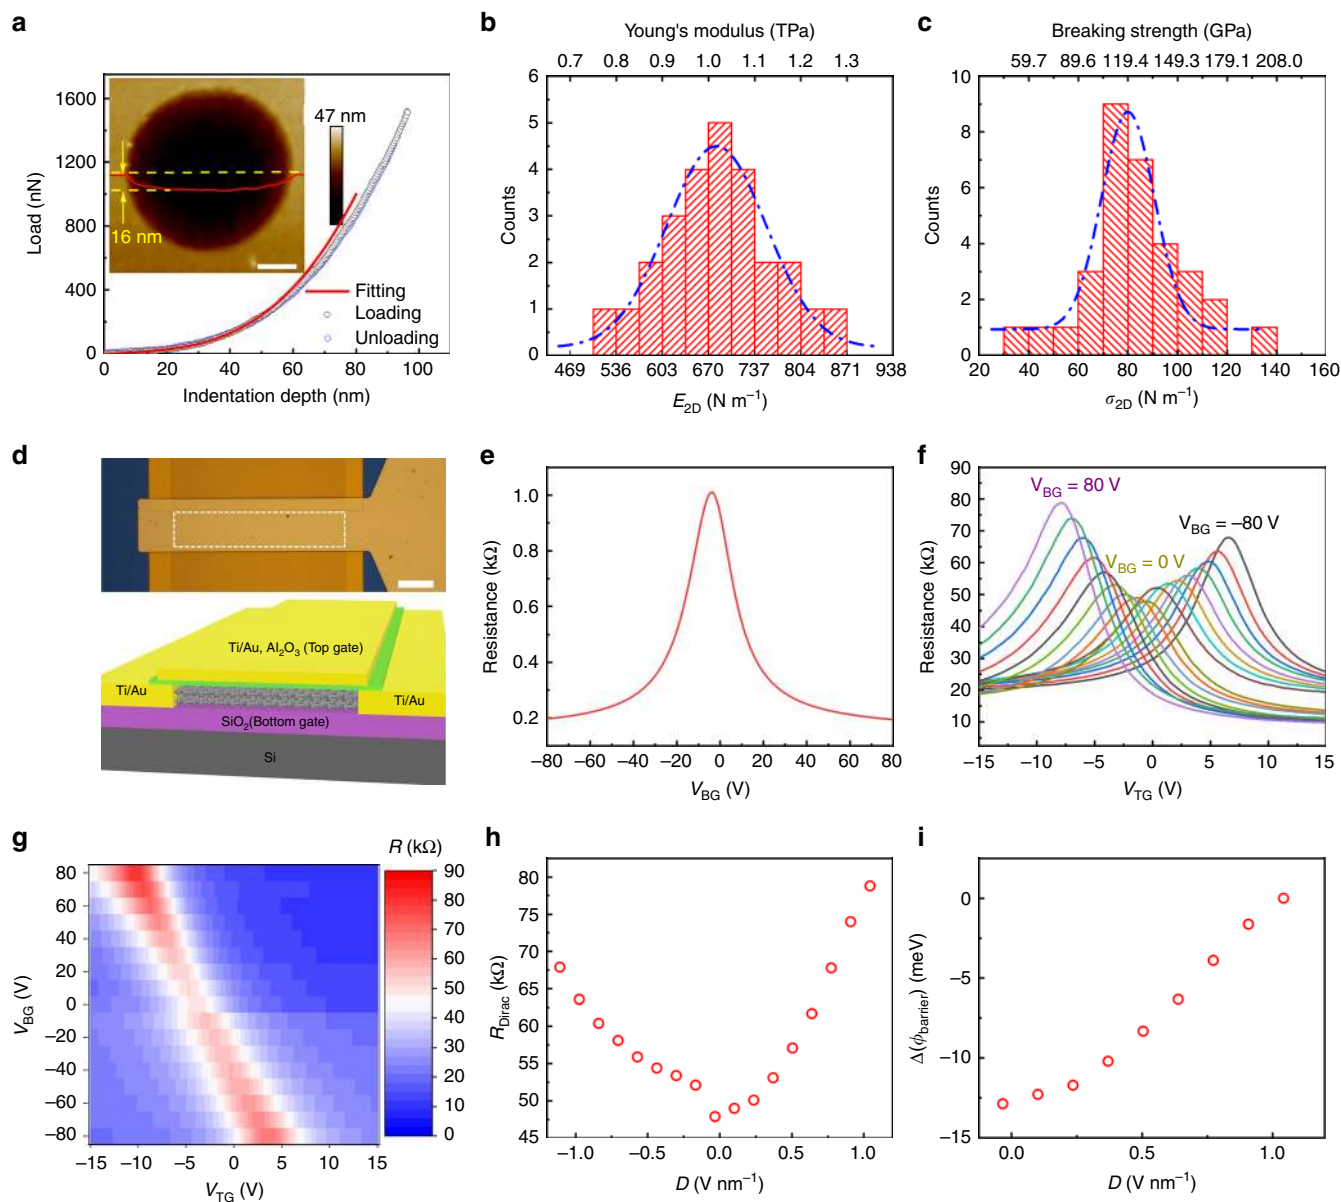 a
1600
1200
800
400
0
0 20 40 60 80 100
Load (nN)
Indentation depth (nm)
47 nm
16 nm
Fitting
Loading
Unloading
b
Young's modulus (TPa)
0.7 0.8 0.9 1.0 1.1 1.2 1.3
6
5
4
3
2
1
0
Counts
469 536 603 670 737 804 871 938
E2D (N m−1)
c
Breaking strength (GPa)
59.7 89.6 119.4 149.3 179.1 208.0
10
8
6
4
2
0
Counts
20 40 60 80 100 120 140 160
σ2D (N m−1)
d
Ti/Au, Al2O3 (Top gate)
Ti/Au
Ti/Au
SiO2(Bottom gate)
Si
e
1.0
0.8
0.6
0.4
0.2
Resistance (kΩ)
−80 −60 −40 −20 0 20 40 60 80
VBG (V)
f
90
80
70
60
50
40
30
20
10
Resistance (kΩ)
VBG = 80 V
VBG = −80 V
VBG = 0 V
−15 −10 −5 0 5 10 15
VTG (V)
g
R (kΩ)
80
60
40
20
0
−20
−40
−60
−80
VBG (V)
−15 −10 −5 0 5 10 15
VTG (V)
90
80
70
60
50
40
30
20
10
0
h
80
75
70
65
60
55
50
45
RDirac (kΩ)
−1.0 −0.5 0.0 0.5 1.0
D (V nm−1)
i
0
−5
−10
−15
Δ(ϕbarrier) (meV)
0.0 0.5 1.0
D (V nm−1)